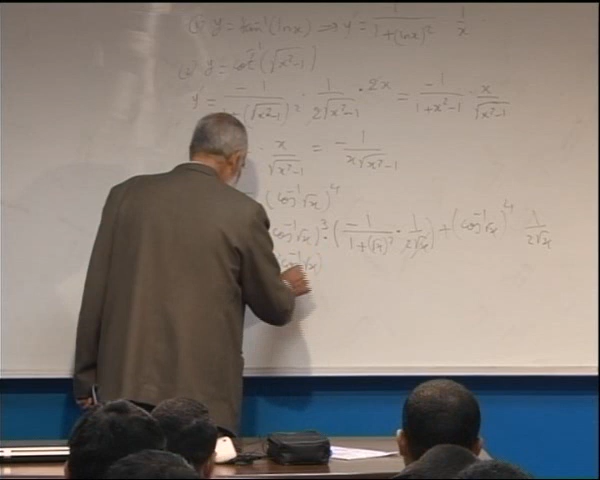 y = tan⁻¹(lnx) ⇒ y' = 1/(1+(lnx)²) · 1/x
y = cot⁻¹(√(x²-1))
y' = -1/(1+(√(x²-1))²) · 1/(2√(x²-1)) · 2x = -1/(1+x²-1) · x/√(x²-1)
· x/√(x²-1) = -1/(x√(x²-1))
(cot⁻¹√x)⁴
(cot⁻¹√x)³ · (-1/(1+(√x)²) · 1/(2√x)) + (cot⁻¹√x)⁴ 1/(2√x)